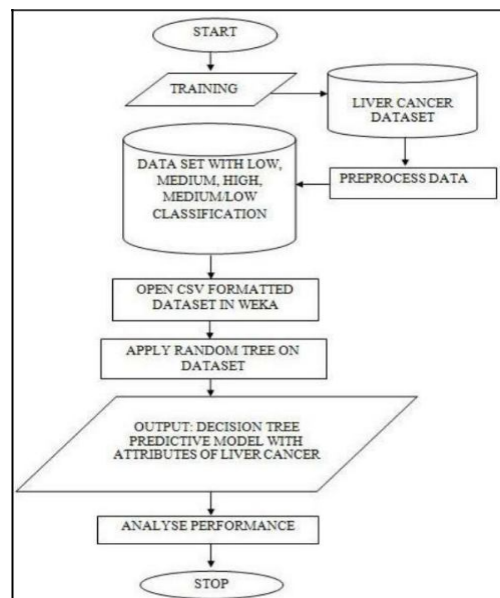 START
TRAINING
LIVER CANCER
DATASET
PREPROCESS DATA
DATA SET WITH LOW,
MEDIUM, HIGH,
MEDIUM/LOW
CLASSIFICATION
OPEN CSV FORMATTED
DATASET IN WEKA
APPLY RANDOM TREE ON
DATASET
OUTPUT: DECISION TREE
PREDICTIVE MODEL WITH
ATTRIBUTES OF LIVER CANCER
ANALYSE PERFORMANCE
STOP